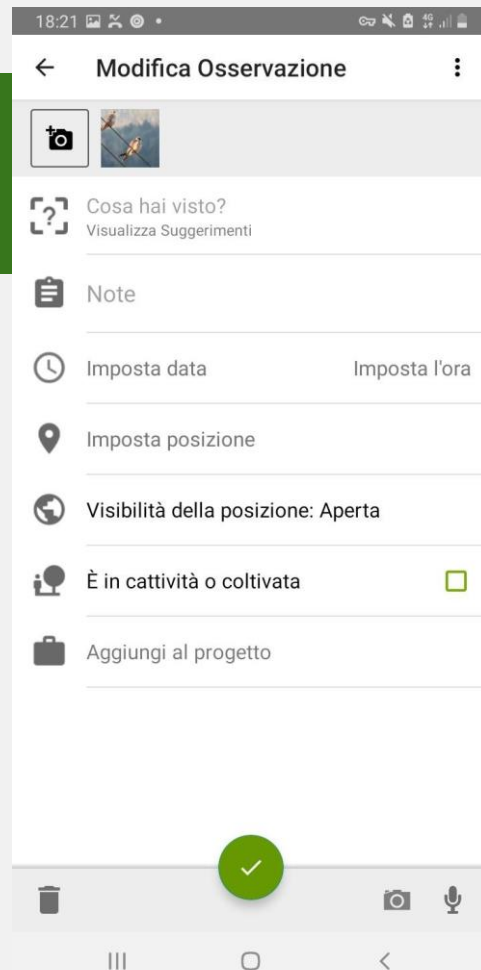 18:21
4G
Modifica Osservazione
Cosa hai visto?
Visualizza Suggerimenti
Note
Imposta data Imposta l'ora
Imposta posizione
Visibilità della posizione: Aperta
È in cattività o coltivata
Aggiungi al progetto